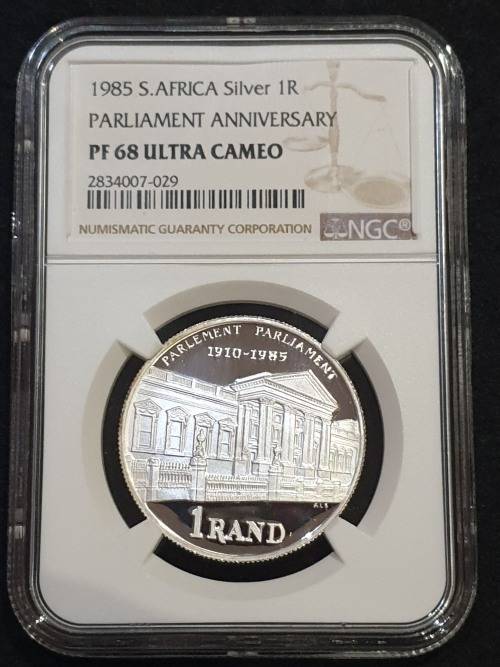 1985 S.AFRICA Silver 1R
PARLIAMENT ANNIVERSARY
PF 68 ULTRA CAMEO
2834007-029
NUMISMATIC GUARANTY CORPORATION
NGC®
PARLEMENT PARLIAMENT
1910-1985
ALS
1 RAND